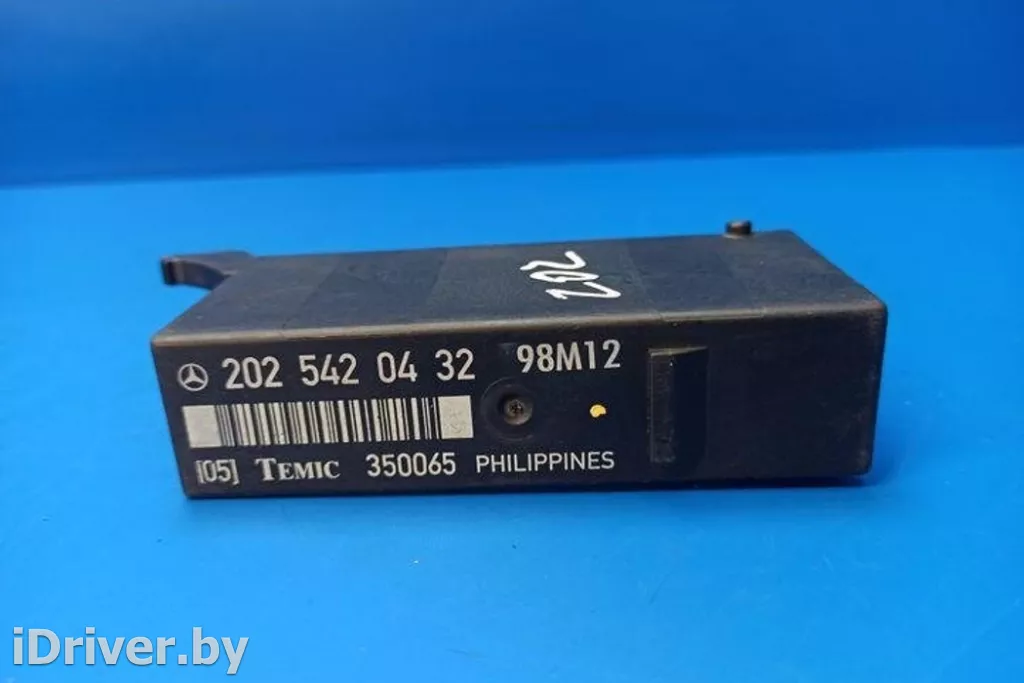 202
202 542 04 32 98M12
[05] TEMIC 350065 PHILIPPINES
iDriver.by